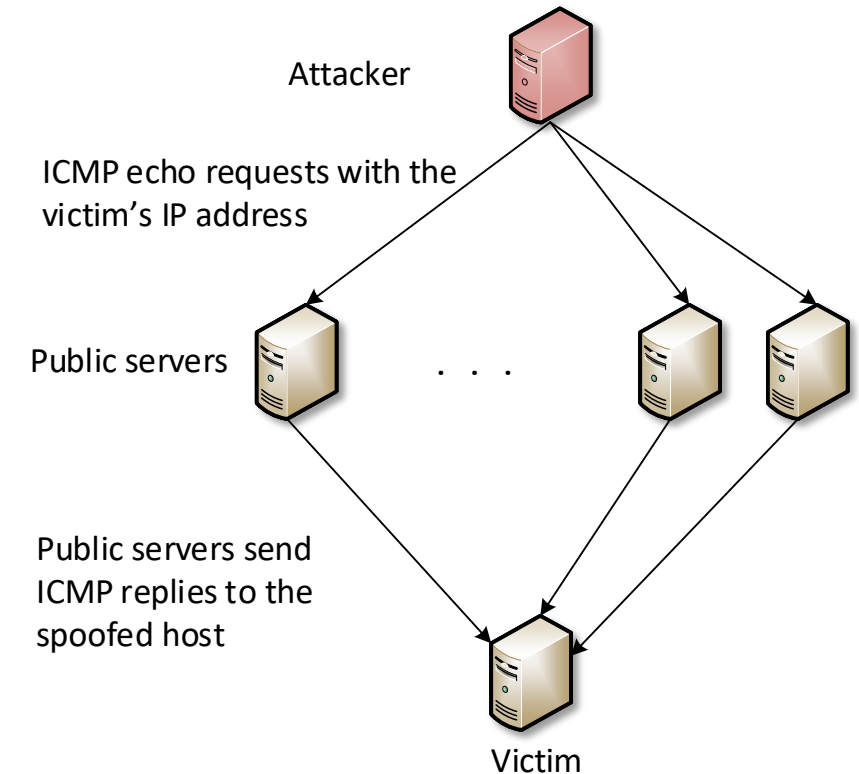 Attacker
ICMP echo requests with the
victim’s IP address
Public servers
. . .
Public servers send
ICMP replies to the
spoofed host
Victim